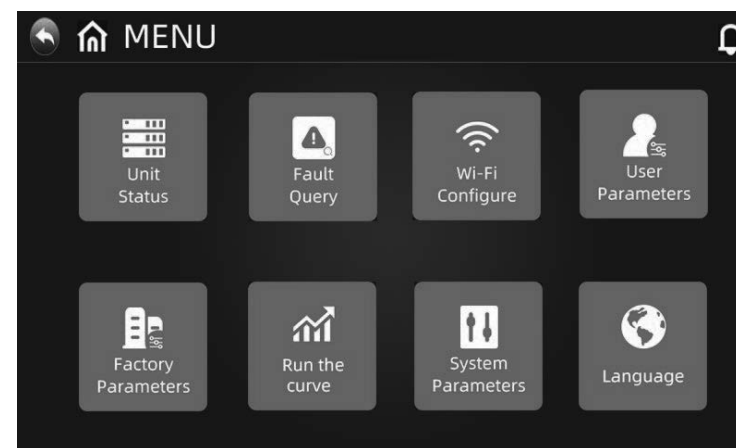 MENU
Unit
Status
Fault
Query
Wi-Fi
Configure
User
Parameters
Factory
Parameters
Run the
curve
System
Parameters
Language